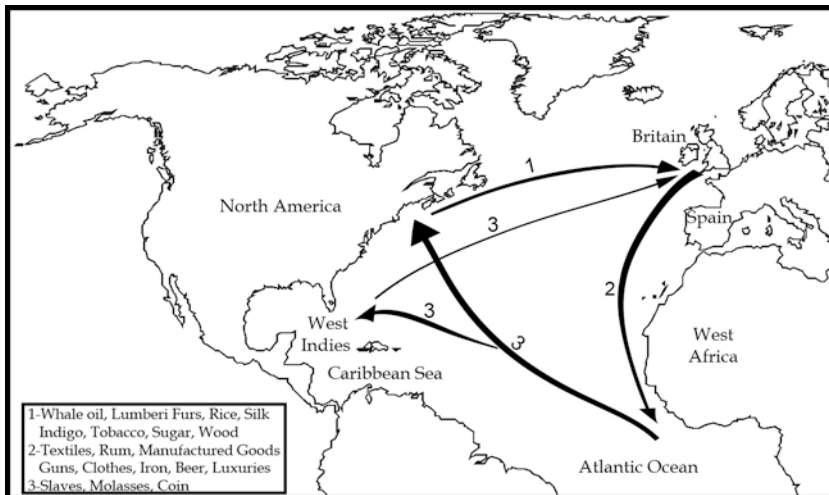 Britain
1
North America
3
Spain
2
3
West
Indies
3
West
Africa
Caribbean Sea
1-Whale oil, Lumberi Furs, Rice, Silk
Indigo, Tobacco, Sugar, Wood
2-Textiles, Rum, Manufactured Goods
Guns, Clothes, Iron, Beer, Luxuries
3-Slaves, Molasses, Coin
Atlantic Ocean